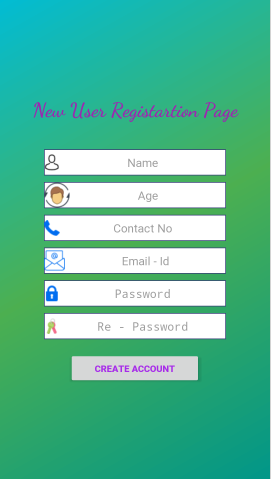 New User Registartion Page
Name
Age
Contact No
Email - Id
Password
Re - Password
CREATE ACCOUNT